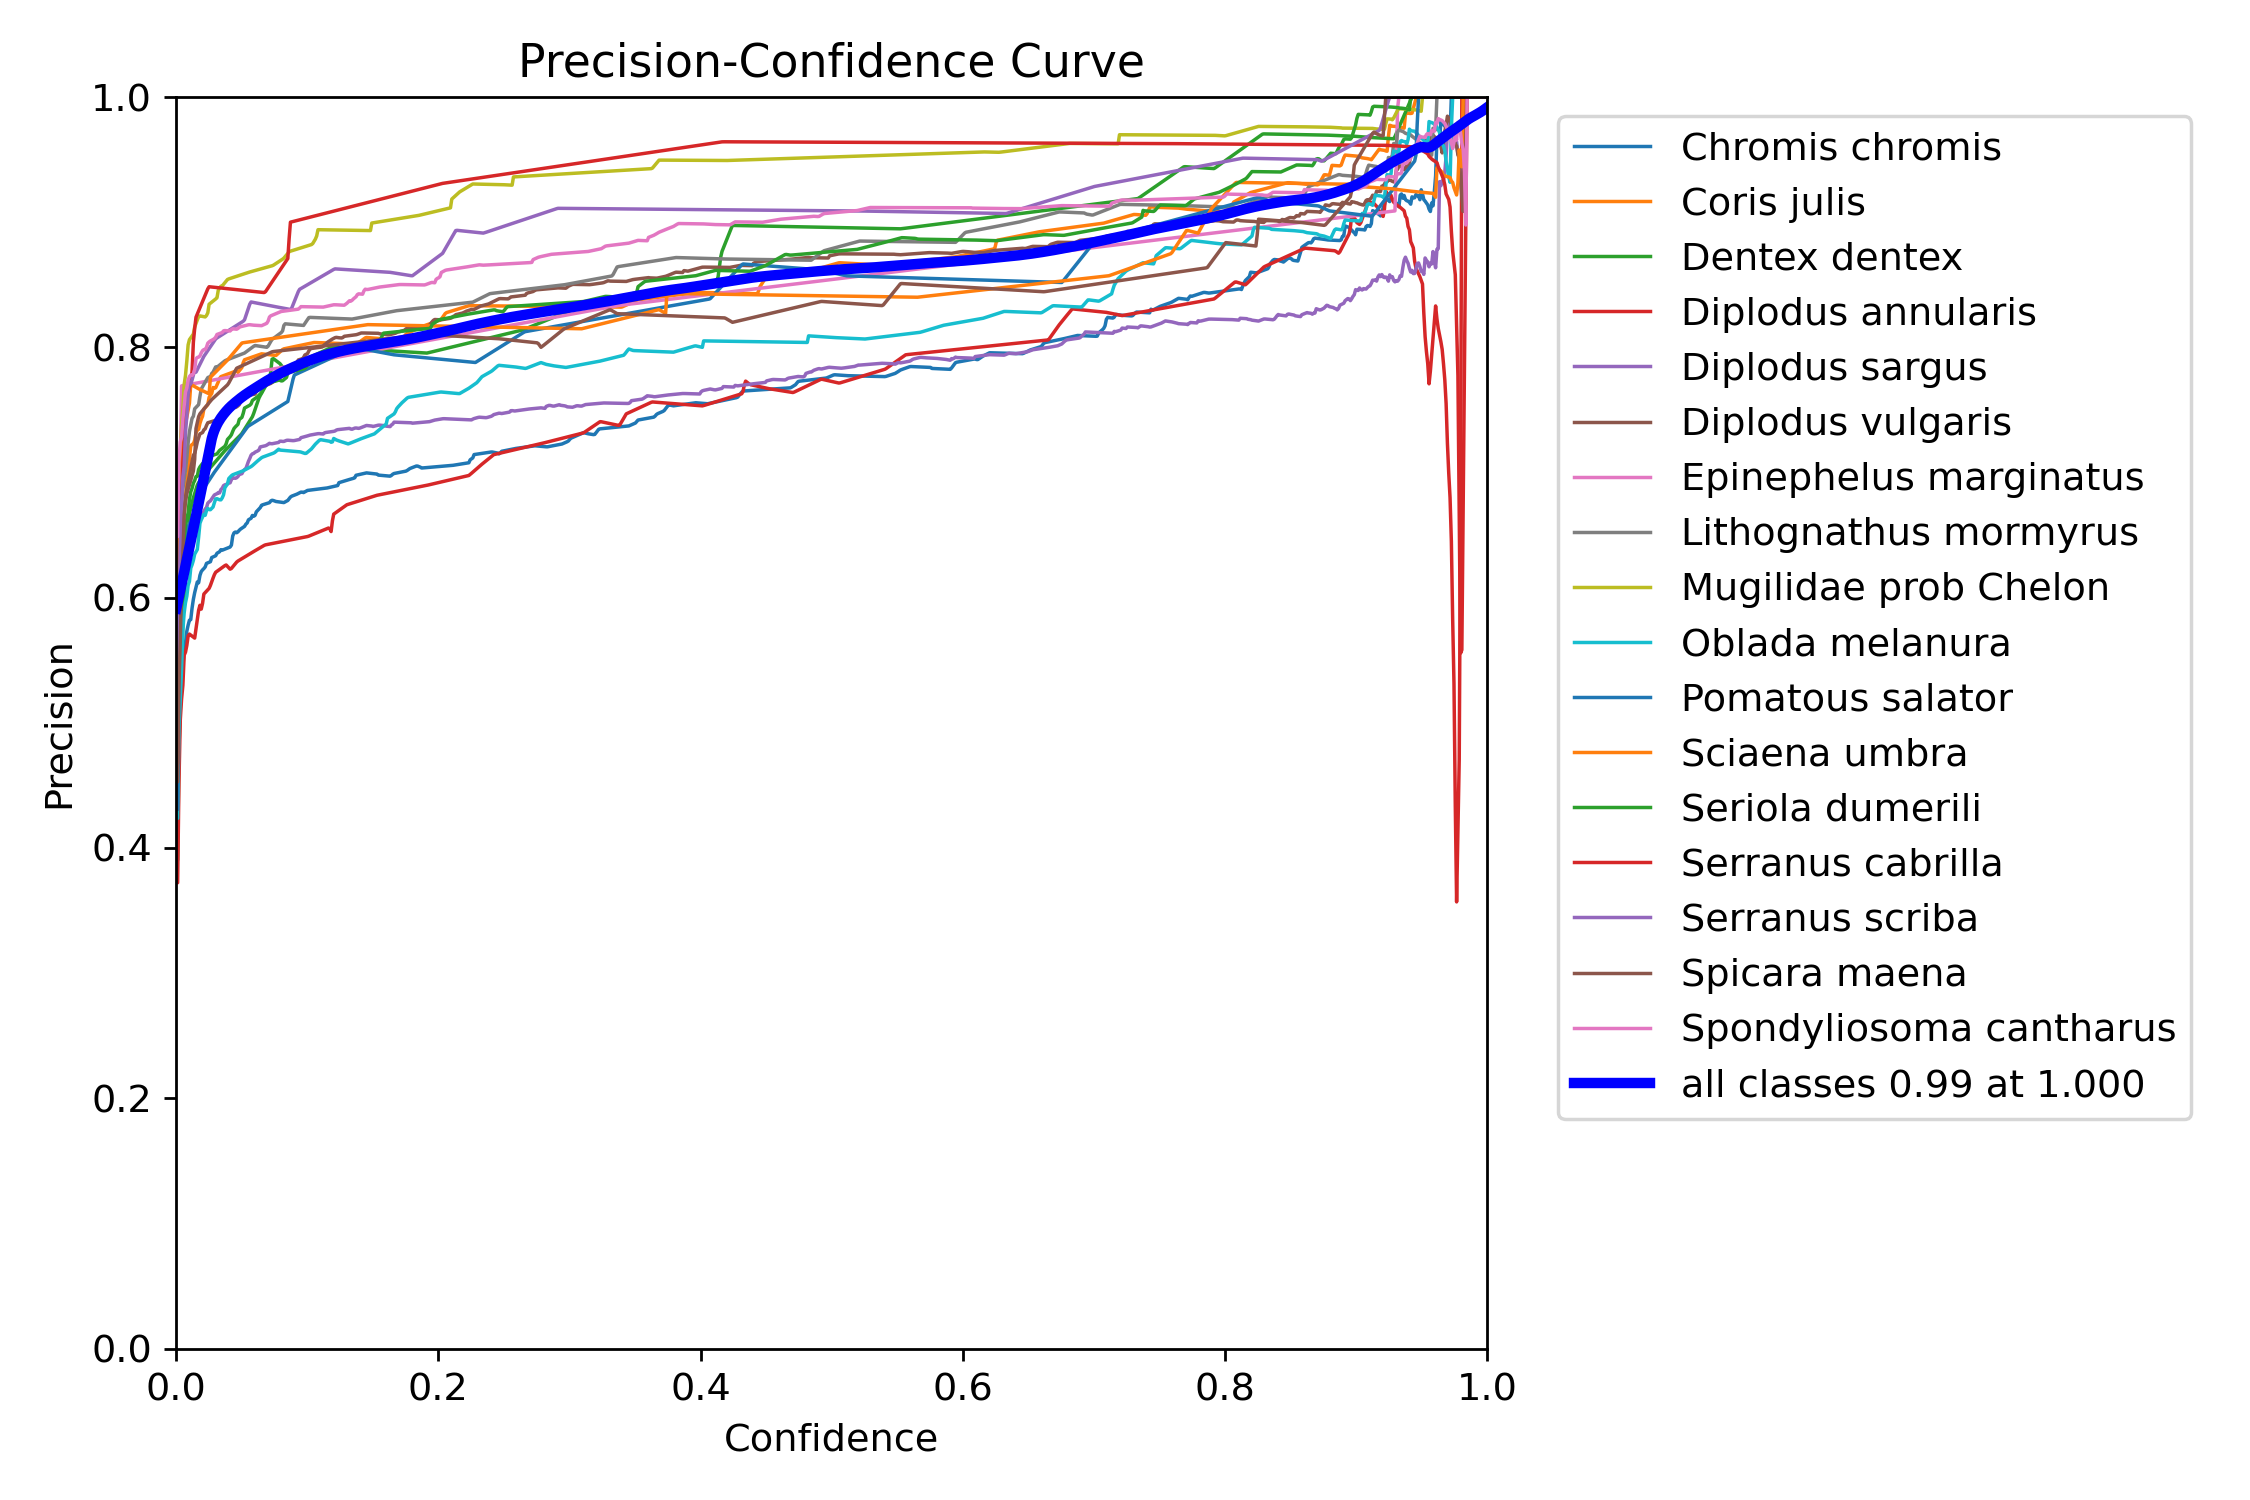 Precision-Confidence Curve
1.0
0.8
0.6
0.4
0.2
0.0
Precision
0.0 0.2 0.4 0.6 0.8 1.0
Confidence
Chromis chromis
Coris julis
Dentex dentex
Diplodus annularis
Diplodus sargus
Diplodus vulgaris
Epinephelus marginatus
Lithognathus mormyrus
Mugilidae prob Chelon
Oblada melanura
Pomatous salator
Sciaena umbra
Seriola dumerili
Serranus cabrilla
Serranus scriba
Spicara maena
Spondyliosoma cantharus
all classes 0.99 at 1.000